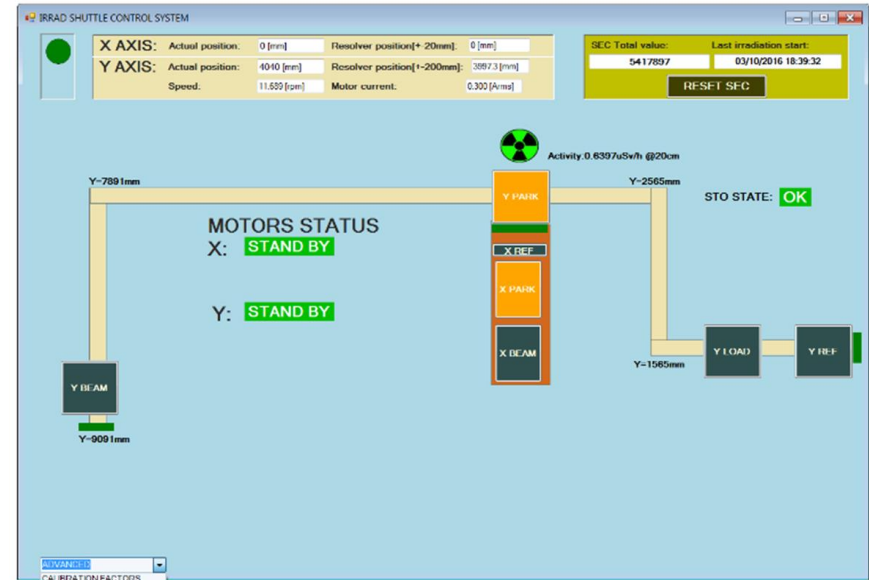 IRRAD SHUTTLE CONTROL SYSTEM
X AXIS: Actual position: 0 [mm] Resolver position[+-20mm]: 0 [mm]
Y AXIS: Actual position: 4040 [mm] Resolver position[+-200mm]: 3997.3 [mm]
Speed: 11.689 [rpm] Motor current: 0.300 [Arms]
SEC Total value: Last irradiation start:
5417897 03/10/2016 18:39:32
RESET SEC
Activity:0.6397uSv/h @20cm
Y-7891mm
Y-2565mm
Y PARK
STO STATE: OK
MOTORS STATUS
X: STAND BY
X REF
X PARK
Y: STAND BY
X BEAM
Y LOAD
Y REF
Y-1565mm
Y BEAM
Y-9091mm
ADVANCED
CALIBRATION FACTORS